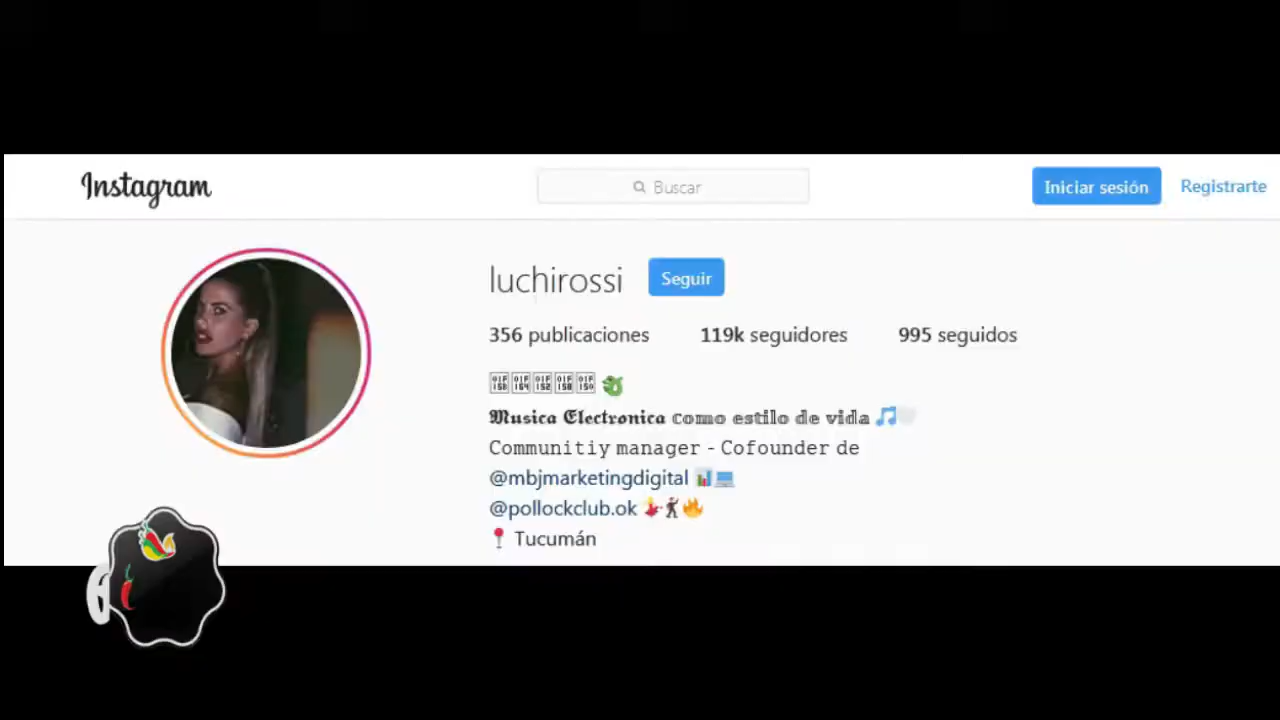 Instagram
Buscar
Iniciar sesión
Registrarte
luchirossi
Seguir
356 publicaciones 119k seguidores 995 seguidos
𝕸𝖚𝖘𝖎𝖈𝖆 𝕰𝖑𝖊𝖈𝖙𝖗𝖔𝖓𝖎𝖈𝖆 𝕔𝕠𝕞𝕠 𝕖𝕤𝕥𝕚𝕝𝕠 𝕕𝕖 𝕧𝕚𝕕𝕒 🎵
Communitiy manager - Cofounder de
@mbjmarketingdigital 📊💻
@pollockclub.ok 💃🕺🔥
📍 Tucumán